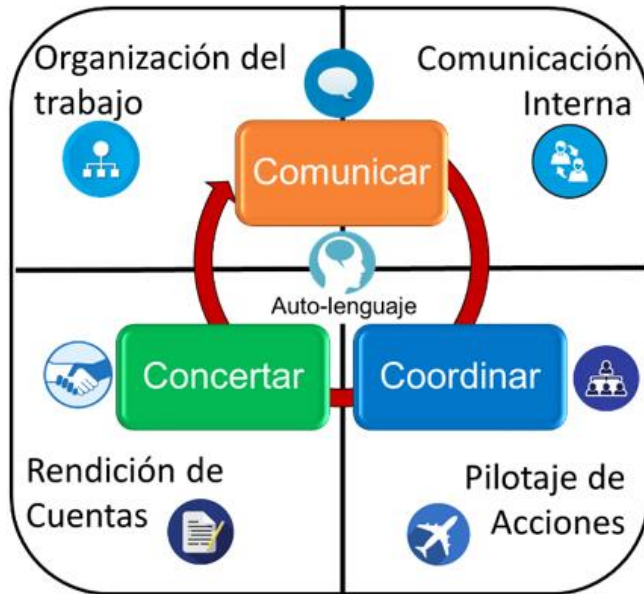 Organización del
trabajo
Comunicación
Interna
Comunicar
Auto-lenguaje
Concertar
Coordinar
Rendición de
Cuentas
Pilotaje de
Acciones